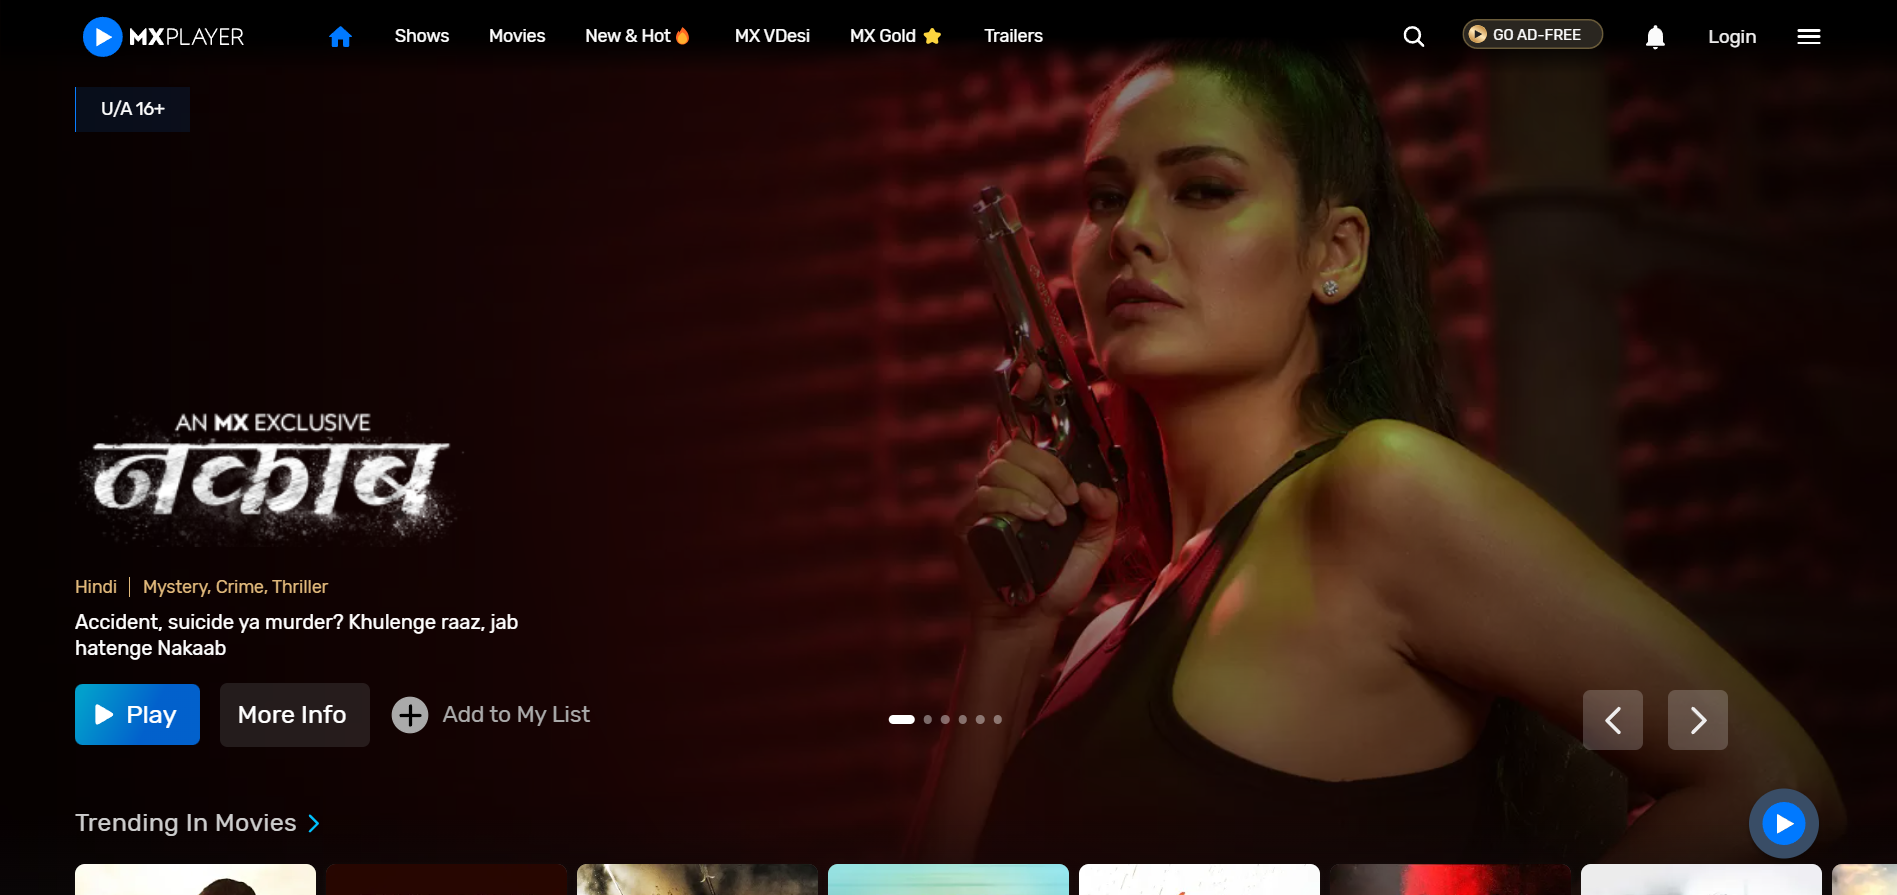 MXPLAYER
Shows
Movies
New & Hot
MX VDesi
MX Gold
Trailers
GO AD-FREE
Login
U/A 16+
AN MX EXCLUSIVE
नकाब
Hindi | Mystery, Crime, Thriller
Accident, suicide ya murder? Khulenge raaz, jab
hatenge Nakaab
Play
More Info
Add to My List
Trending In Movies